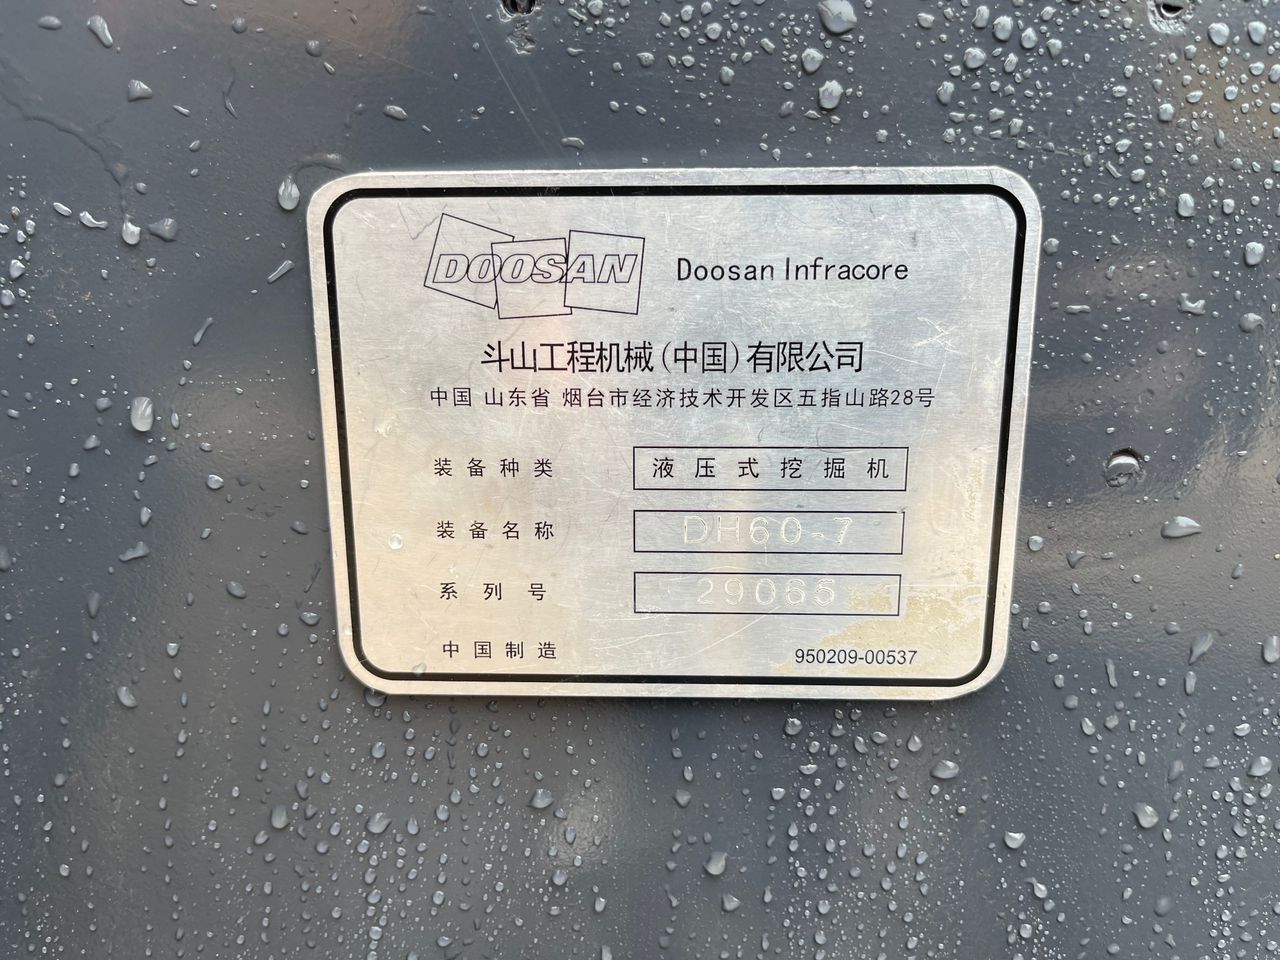 DOOSAN Doosan Infracore
斗山工程机械(中国)有限公司
中国 山东省 烟台市经济技术开发区五指山路28号
装备种类 液压式挖掘机
装备名称 DH60-7
系列号 29065
中国制造 950209-00537